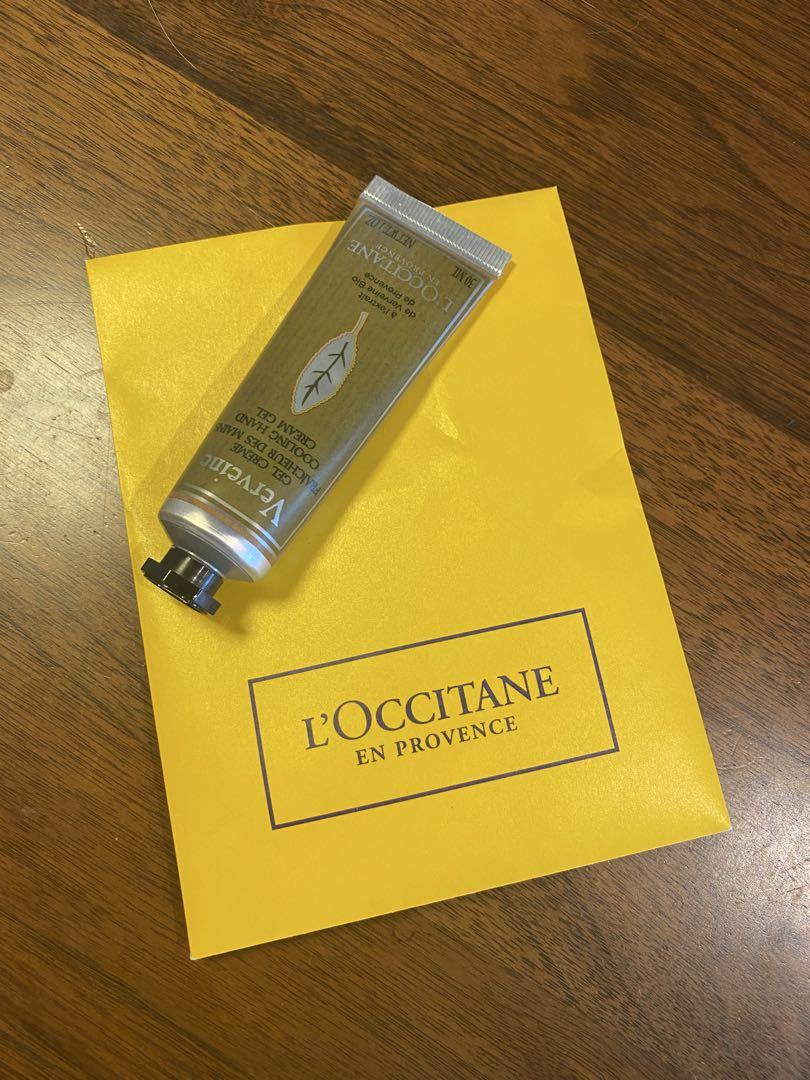 30 ML
NET WT.1 OZ
L'OCCITANE
EN PROVENCE
à l'extrait
de Verveine Bio
de Provence
Verveine
GEL CRÈME
FRAÎCHEUR DES MAINS
COOLING HAND
CREAM GEL
L'OCCITANE
EN PROVENCE